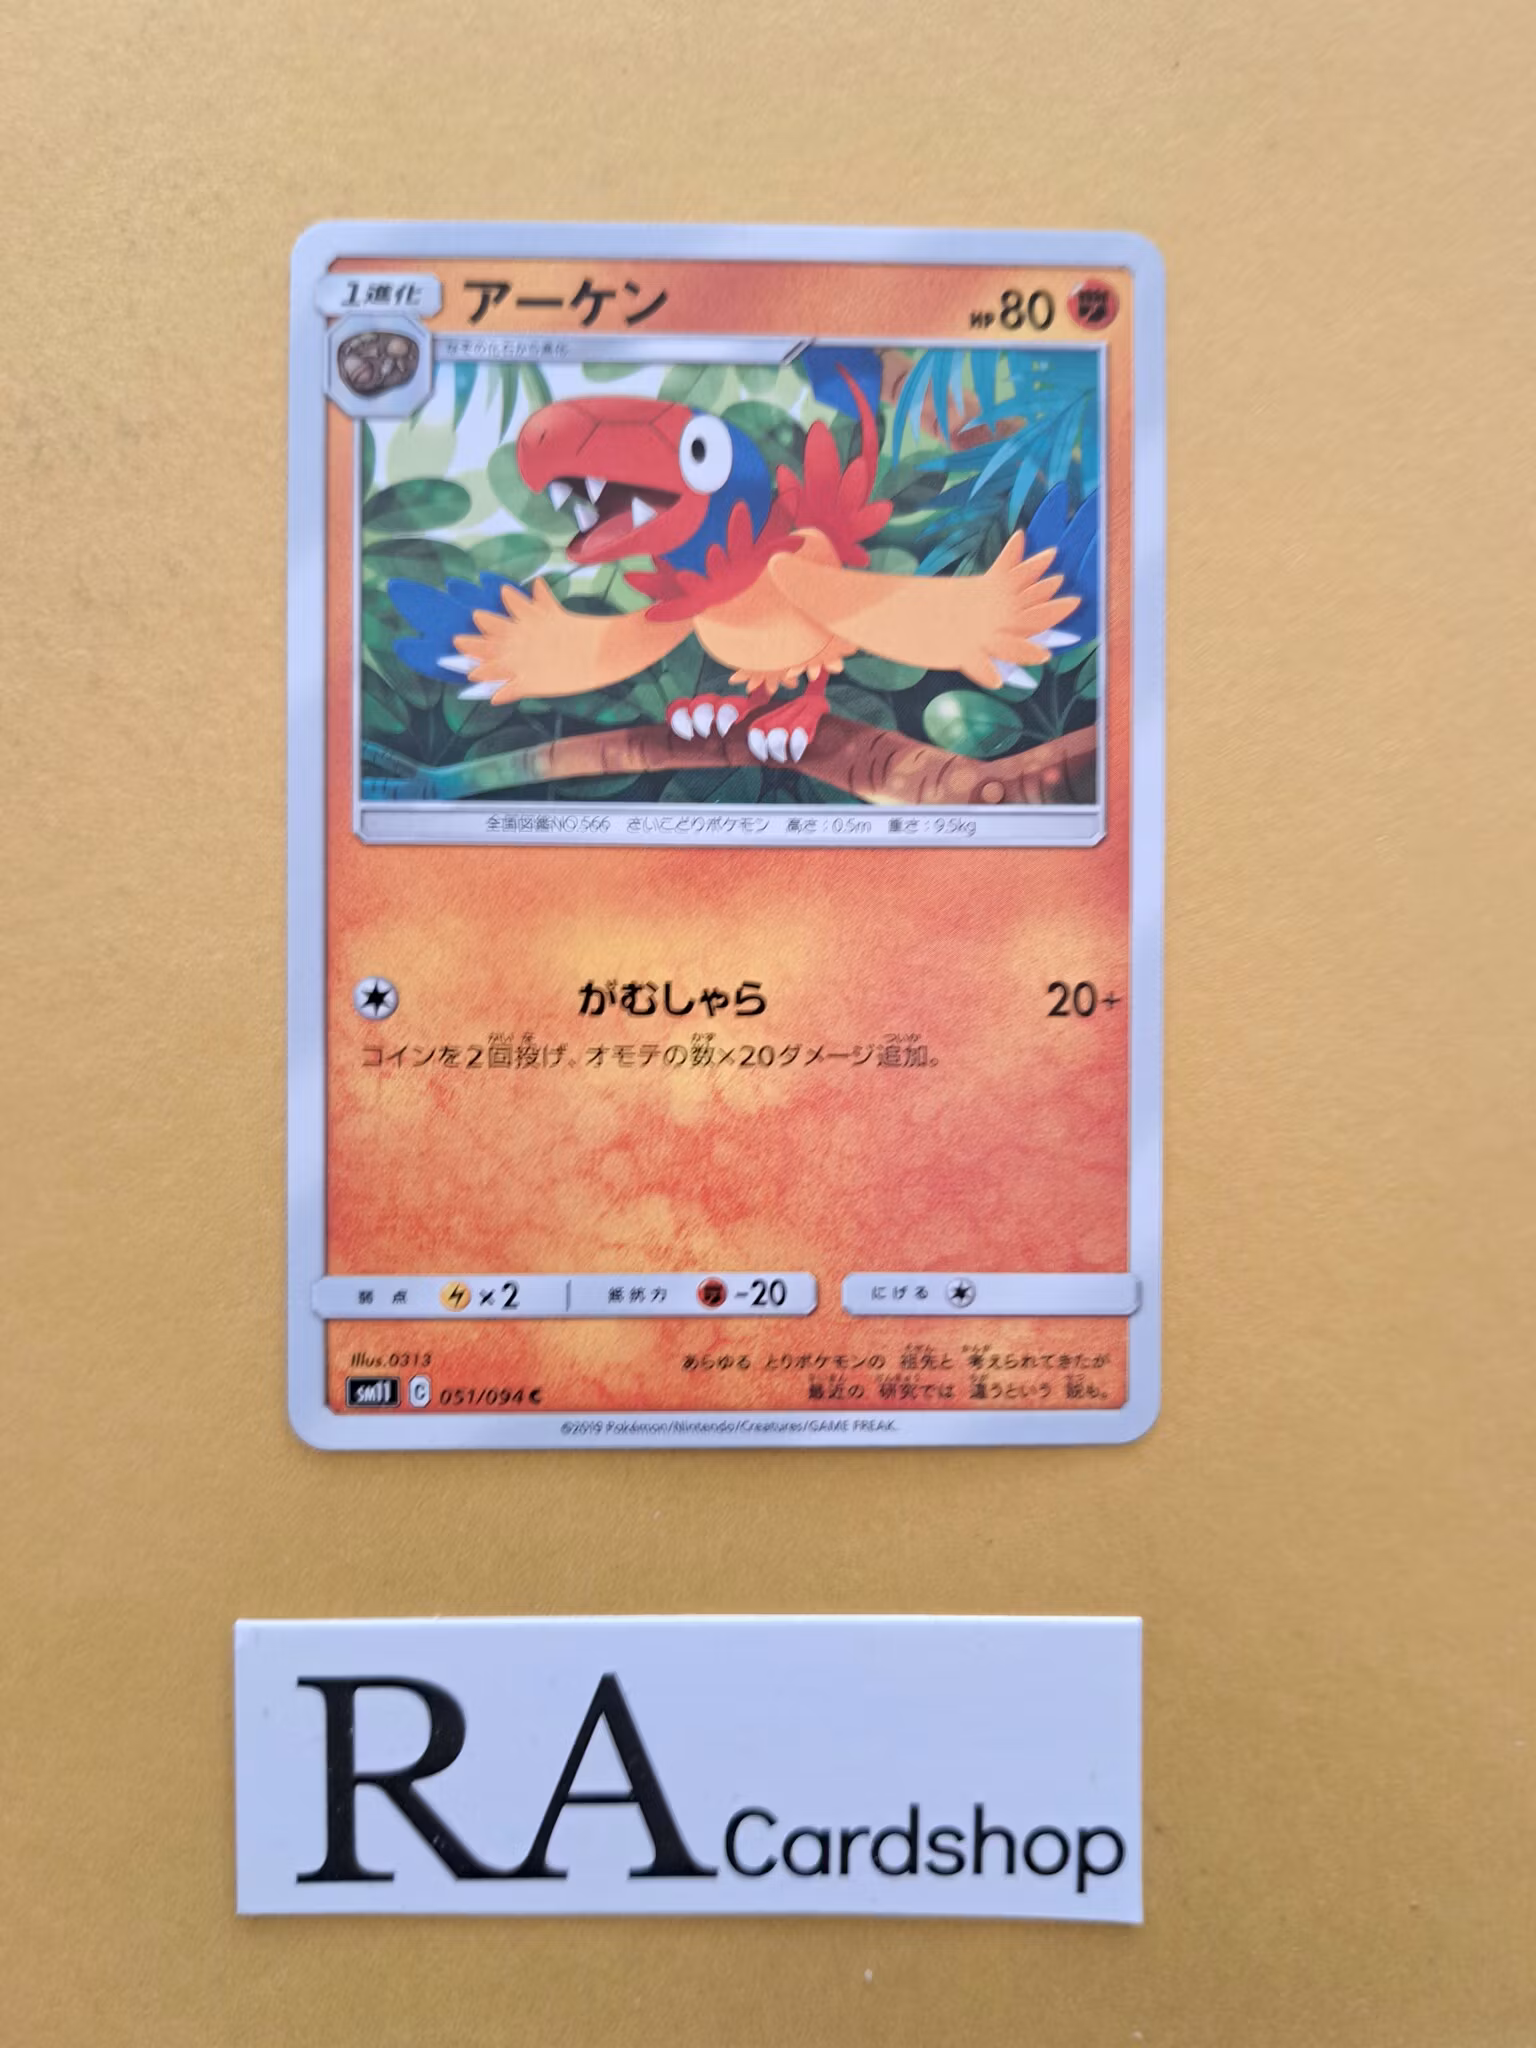 1進化
アーケン
HP80
なぞの化石から進化
全国図鑑NO.566 さいこどりポケモン 高さ:0.5m 重さ:9.5kg
がむしゃら 20+
コインを2回投げ、オモテの数×20ダメージ追加。
弱点 ×2 抵抗力 -20 にげる
Illus.0313
あらゆる とりポケモンの 祖先と 考えられてきたが
最近の 研究では 違うという 説も。
SM11 C 051/094 C
©2019 Pokémon/Nintendo/Creatures/GAME FREAK.
RA Cardshop